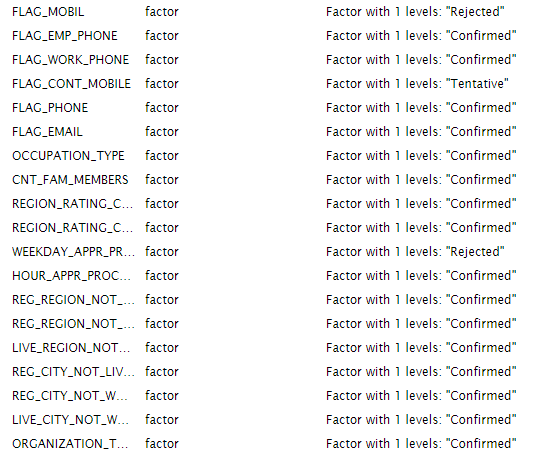 FLAG_MOBIL factor Factor with 1 levels: "Rejected"
FLAG_EMP_PHONE factor Factor with 1 levels: "Confirmed"
FLAG_WORK_PHONE factor Factor with 1 levels: "Confirmed"
FLAG_CONT_MOBILE factor Factor with 1 levels: "Tentative"
FLAG_PHONE factor Factor with 1 levels: "Confirmed"
FLAG_EMAIL factor Factor with 1 levels: "Confirmed"
OCCUPATION_TYPE factor Factor with 1 levels: "Confirmed"
CNT_FAM_MEMBERS factor Factor with 1 levels: "Confirmed"
REGION_RATING_C... factor Factor with 1 levels: "Confirmed"
REGION_RATING_C... factor Factor with 1 levels: "Confirmed"
WEEKDAY_APPR_PR... factor Factor with 1 levels: "Rejected"
HOUR_APPR_PROC... factor Factor with 1 levels: "Confirmed"
REG_REGION_NOT_... factor Factor with 1 levels: "Confirmed"
REG_REGION_NOT_... factor Factor with 1 levels: "Confirmed"
LIVE_REGION_NOT... factor Factor with 1 levels: "Confirmed"
REG_CITY_NOT_LIV... factor Factor with 1 levels: "Confirmed"
REG_CITY_NOT_W... factor Factor with 1 levels: "Confirmed"
LIVE_CITY_NOT_W... factor Factor with 1 levels: "Confirmed"
ORGANIZATION_T... factor Factor with 1 levels: "Confirmed"